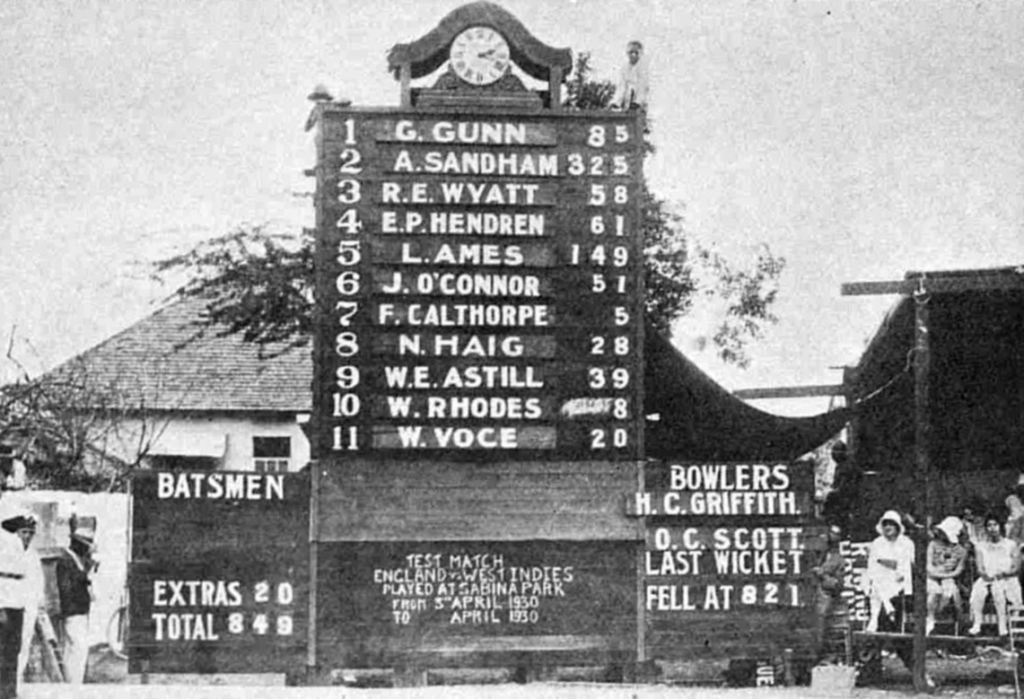 1 G. GUNN 85
2 A. SANDHAM 325
3 R.E. WYATT 58
4 E.P. HENDREN 61
5 L. AMES 149
6 J. O'CONNOR 51
7 F. CALTHORPE 5
8 N. HAIG 28
9 W.E. ASTILL 39
10 W. RHODES 8
11 W. VOCE 20
BATSMEN
EXTRAS 20
TOTAL 849
TEST MATCH
ENGLAND v. WEST INDIES
PLAYED AT SABINA PARK
FROM 3RD APRIL 1930
TO APRIL 1930
BOWLERS
H. C. GRIFFITH.
O. C. SCOTT
LAST WICKET
FELL AT 821.